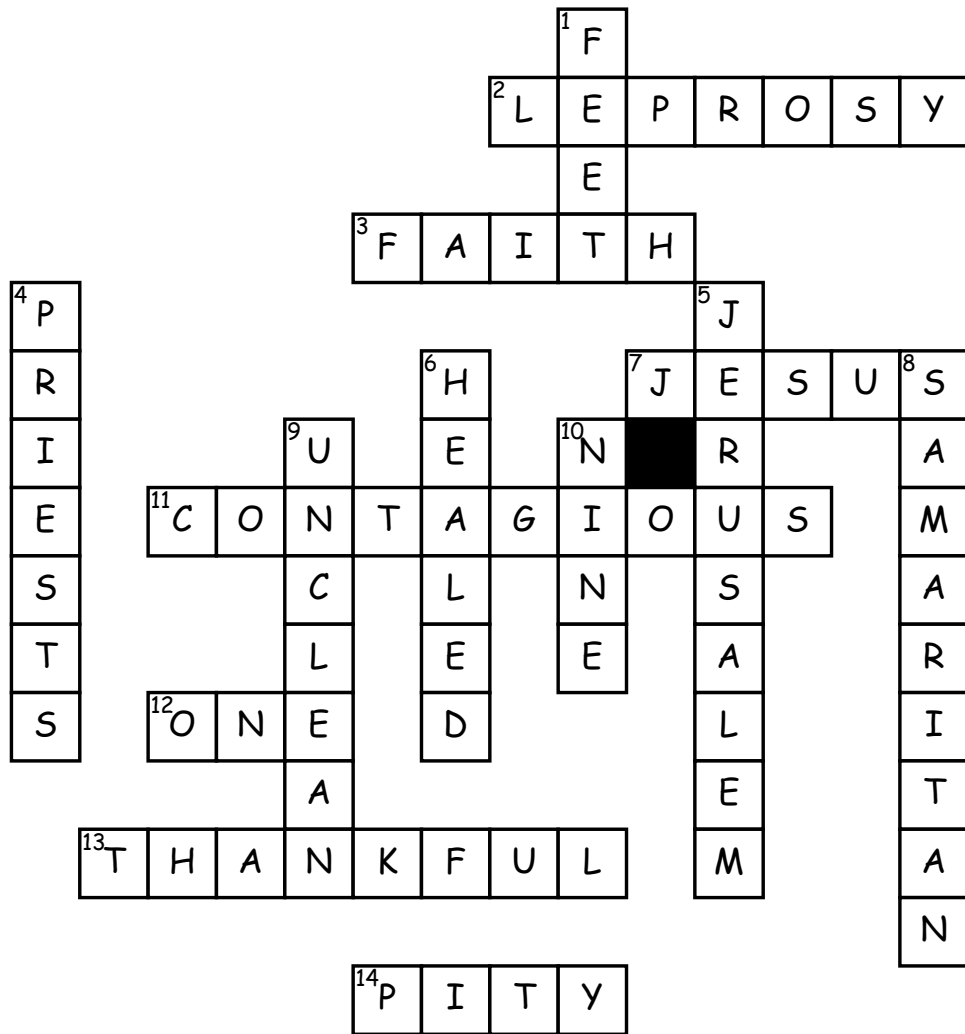 1 F
2 L E P R O S Y
E
3 F A I T H
4 P 5 J
R 6 H 7 J E S U 8 S
I 9 U E 10 N R A
E 11 C O N T A G I O U S M
S C L N S A
T L E E A R
S 12 O N E D L I
A E T
13 T H A N K F U L M A
N
14 P I T Y